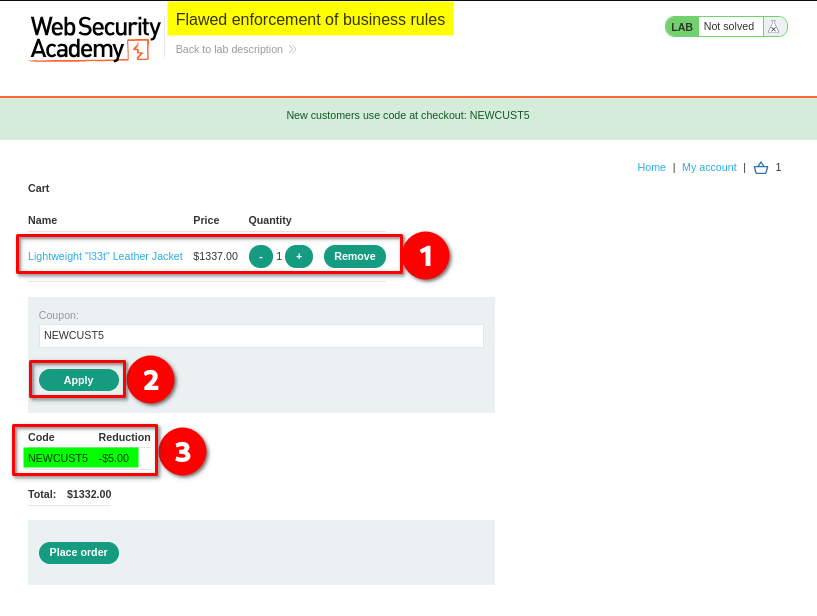 Web Security
Academy
Flawed enforcement of business rules
Back to lab description
LAB Not solved
New customers use code at checkout: NEWCUST5
Home | My account | 1
Cart
Name Price Quantity
Lightweight "l33t" Leather Jacket $1337.00 - 1 + Remove
1
Coupon:
NEWCUST5
Apply
2
Code Reduction
NEWCUST5 -$5.00
3
Total: $1332.00
Place order